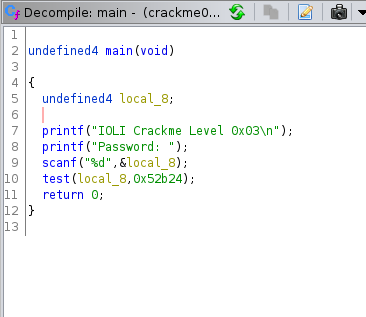 Decompile: main - (crackme0...
1
2 undefined4 main(void)
3
4 {
5 undefined4 local_8;
6
7 printf("IOLI Crackme Level 0x03\n");
8 printf("Password: ");
9 scanf("%d",&local_8);
10 test(local_8,0x52b24);
11 return 0;
12 }
13